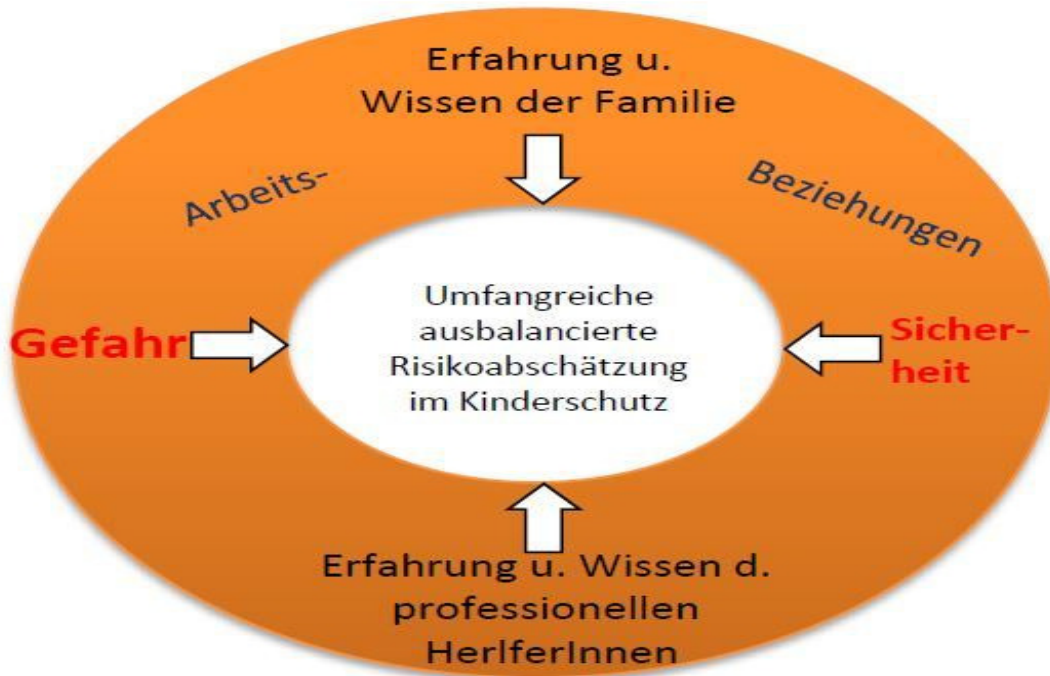 Erfahrung u.
Wissen der Familie
Arbeits-
Beziehungen
Gefahr
Umfangreiche
ausbalancierte
Risikoabschätzung
im Kinderschutz
Sicher-
heit
Erfahrung u. Wissen d.
professionellen
HerlferInnen